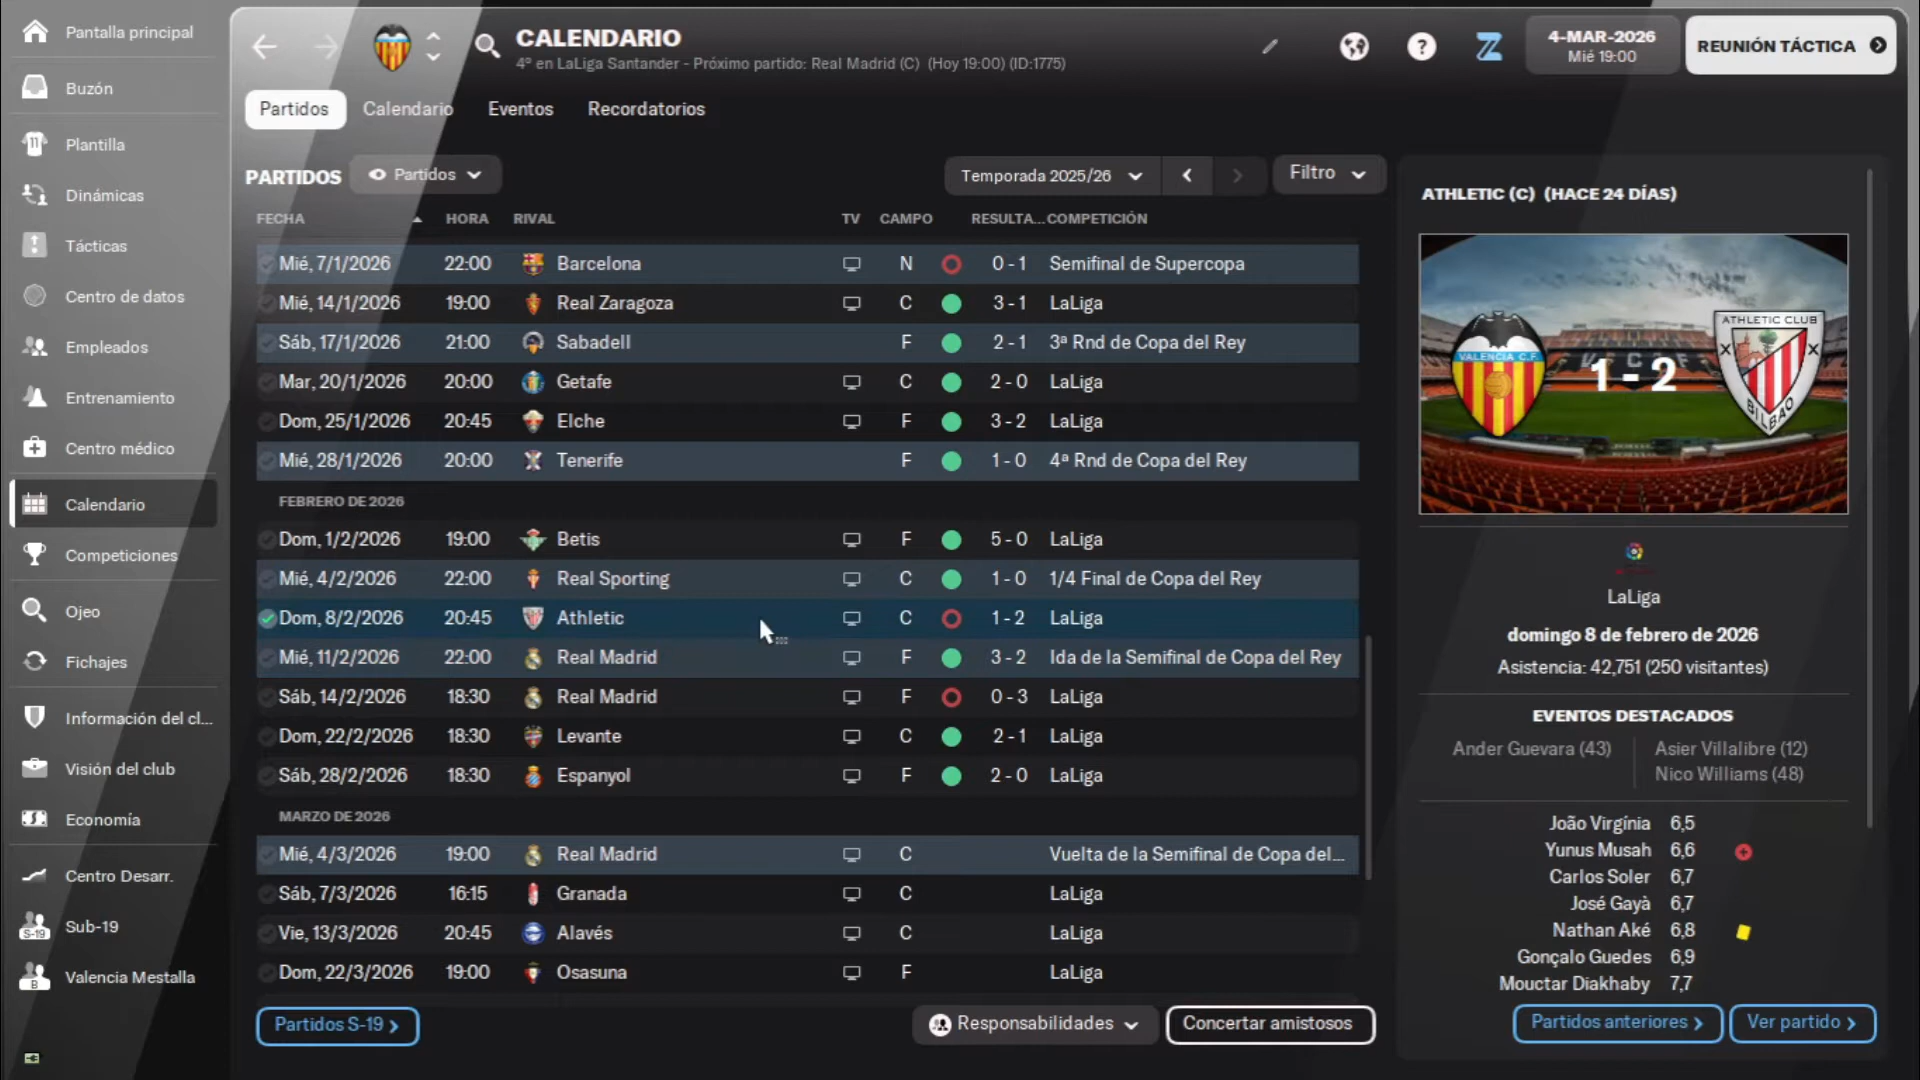 Pantalla principal
Buzón
Plantilla
Dinámicas
Tácticas
Centro de datos
Empleados
Entrenamiento
Centro médico
Calendario
Competiciones
Ojeo
Fichajes
Información del cl...
Visión del club
Economía
Centro Desarr.
Sub-19
Valencia Mestalla
CALENDARIO
4º en LaLiga Santander - Próximo partido: Real Madrid (C) (Hoy 19:00) (ID:1775)
4-MAR-2026
Mié 19:00
REUNIÓN TÁCTICA
Partidos Calendario Eventos Recordatorios
PARTIDOS Partidos Temporada 2025/26 Filtro
FECHA HORA RIVAL TV CAMPO RESULTA... COMPETICIÓN
Mié, 7/1/2026 22:00 Barcelona N 0 - 1 Semifinal de Supercopa
Mié, 14/1/2026 19:00 Real Zaragoza C 3 - 1 LaLiga
Sáb, 17/1/2026 21:00 Sabadell F 2 - 1 3ª Rnd de Copa del Rey
Mar, 20/1/2026 20:00 Getafe C 2 - 0 LaLiga
Dom, 25/1/2026 20:45 Elche F 3 - 2 LaLiga
Mié, 28/1/2026 20:00 Tenerife F 1 - 0 4ª Rnd de Copa del Rey
FEBRERO DE 2026
Dom, 1/2/2026 19:00 Betis F 5 - 0 LaLiga
Mié, 4/2/2026 22:00 Real Sporting C 1 - 0 1/4 Final de Copa del Rey
Dom, 8/2/2026 20:45 Athletic C 1 - 2 LaLiga
Mié, 11/2/2026 22:00 Real Madrid F 3 - 2 Ida de la Semifinal de Copa del Rey
Sáb, 14/2/2026 18:30 Real Madrid F 0 - 3 LaLiga
Dom, 22/2/2026 18:30 Levante C 2 - 1 LaLiga
Sáb, 28/2/2026 18:30 Espanyol F 2 - 0 LaLiga
MARZO DE 2026
Mié, 4/3/2026 19:00 Real Madrid C Vuelta de la Semifinal de Copa del...
Sáb, 7/3/2026 16:15 Granada C LaLiga
Vie, 13/3/2026 20:45 Alavés C LaLiga
Dom, 22/3/2026 19:00 Osasuna F LaLiga
Partidos S-19
Responsabilidades
Concertar amistosos
ATHLETIC (C) (HACE 24 DÍAS)
VALENCIA C.F.
1 - 2
ATHLETIC CLUB
BILBAO
LaLiga
domingo 8 de febrero de 2026
Asistencia: 42,751 (250 visitantes)
EVENTOS DESTACADOS
Ander Guevara (43) Asier Villalibre (12)
Nico Williams (48)
João Virgínia 6,5
Yunus Musah 6,6
Carlos Soler 6,7
José Gayà 6,7
Nathan Aké 6,8
Gonçalo Guedes 6,9
Mouctar Diakhaby 7,7
Partidos anteriores
Ver partido